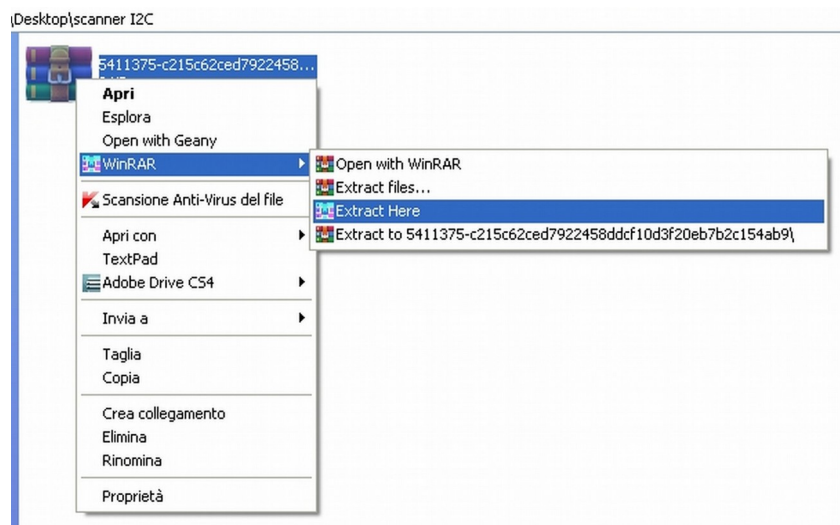 \Desktop\scanner I2C
5411375-c215c62ced7922458...
Apri
Esplora
Open with Geany
WinRAR
Open with WinRAR
Extract files...
Extract Here
Extract to 5411375-c215c62ced7922458ddcf10d3f20eb7b2c154ab9\
Scansione Anti-Virus del file
Apri con
TextPad
Adobe Drive CS4
Invia a
Taglia
Copia
Crea collegamento
Elimina
Rinomina
Proprietà